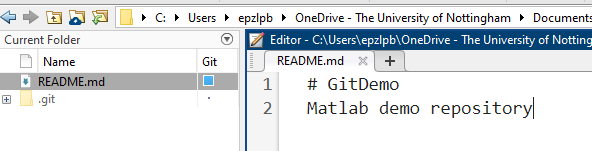 C: Users epzlpb OneDrive - The University of Nottingham Documents
Current Folder
Name Git
README.md
.git
Editor - C:\Users\epzlpb\OneDrive - The University of Notting
README.md
1 # GitDemo
2 Matlab demo repository